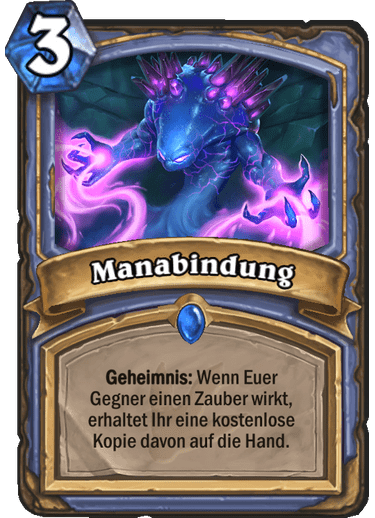 3
Manabindung
Geheimnis: Wenn Euer
Gegner einen Zauber wirkt,
erhaltet Ihr eine kostenlose
Kopie davon auf die Hand.